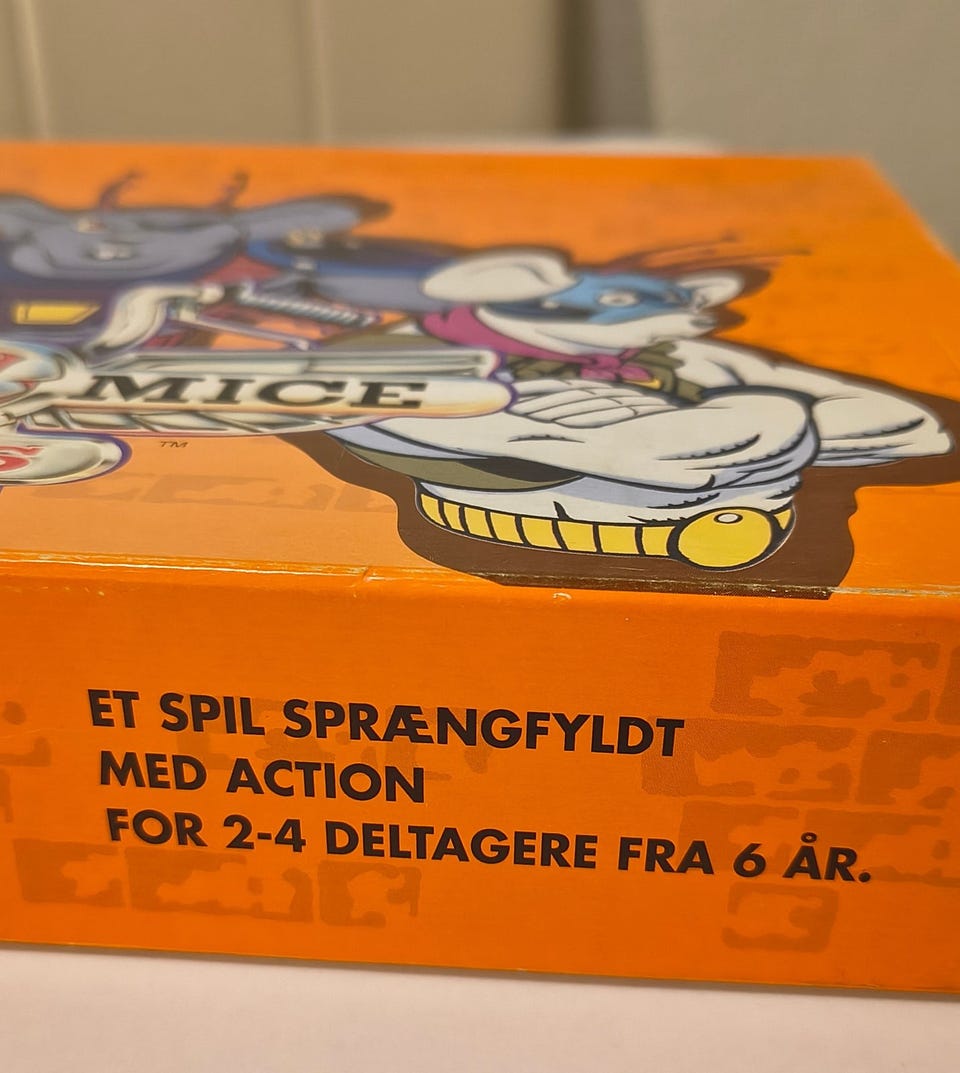 MICE
TM
ET SPIL SPRÆNGFYLDT
MED ACTION
FOR 2-4 DELTAGERE FRA 6 ÅR.